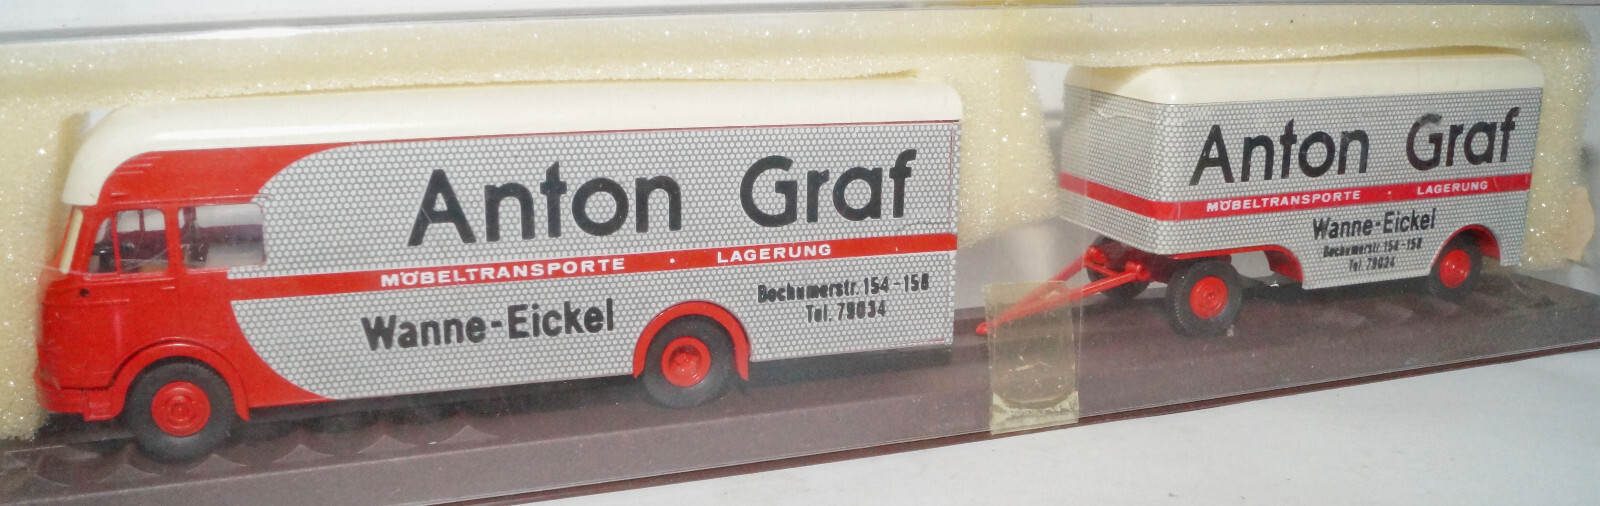 Anton Graf
MÖBELTRANSPORTE · LAGERUNG
Wanne-Eickel
Bochumerstr. 154-158
Tel. 79034
Anton Graf
MÖBELTRANSPORTE · LAGERUNG
Wanne-Eickel
Bochumerstr. 154-158
Tel. 79034